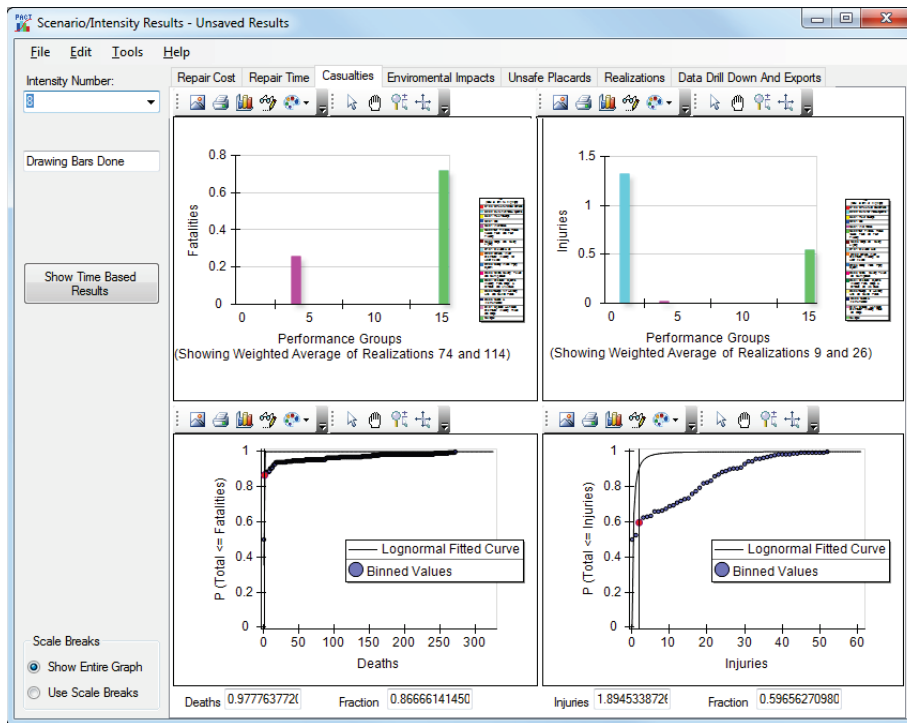 PACT
Scenario/Intensity Results - Unsaved Results
File Edit Tools Help
Intensity Number:
8
Drawing Bars Done
Show Time Based
Results
Scale Breaks
Show Entire Graph
Use Scale Breaks
Repair Cost Repair Time Casualties Enviromental Impacts Unsafe Placards Realizations Data Drill Down And Exports
0.8
0.6
0.4
0.2
0
Fatalities
0 5 10 15
Performance Groups
(Showing Weighted Average of Realizations 74 and 114)
1.5
1
0.5
0
Injuries
0 5 10 15
Performance Groups
(Showing Weighted Average of Realizations 9 and 26)
1
0.8
0.6
0.4
0.2
0
P (Total <= Fatalities)
Lognormal Fitted Curve
Binned Values
0 50 100 150 200 250 300
Deaths
1
0.8
0.6
0.4
0.2
0
P (Total <= Injuries)
Lognormal Fitted Curve
Binned Values
0 10 20 30 40 50 60
Injuries
Deaths 0.9777637720 Fraction 0.86666141450
Injuries 1.8945338726 Fraction 0.59656270980